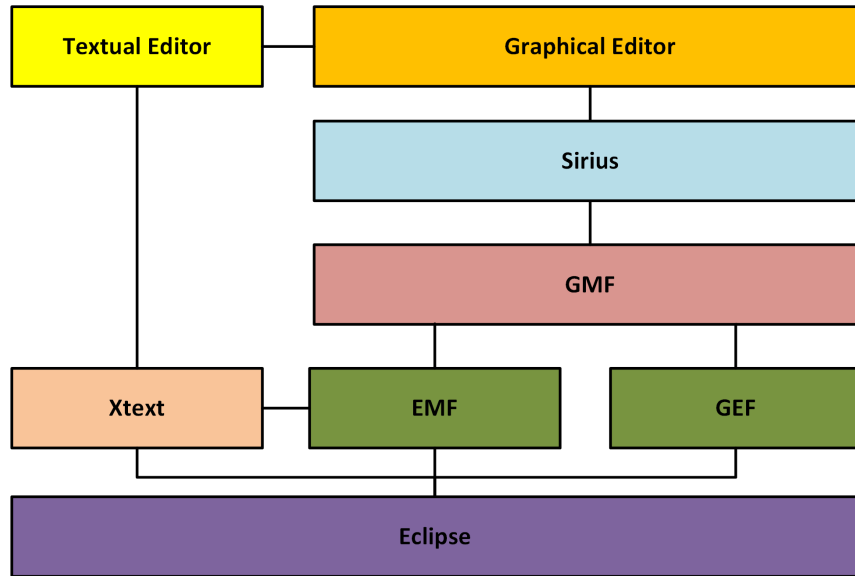 Textual Editor
Graphical Editor
Sirius
GMF
Xtext
EMF
GEF
Eclipse